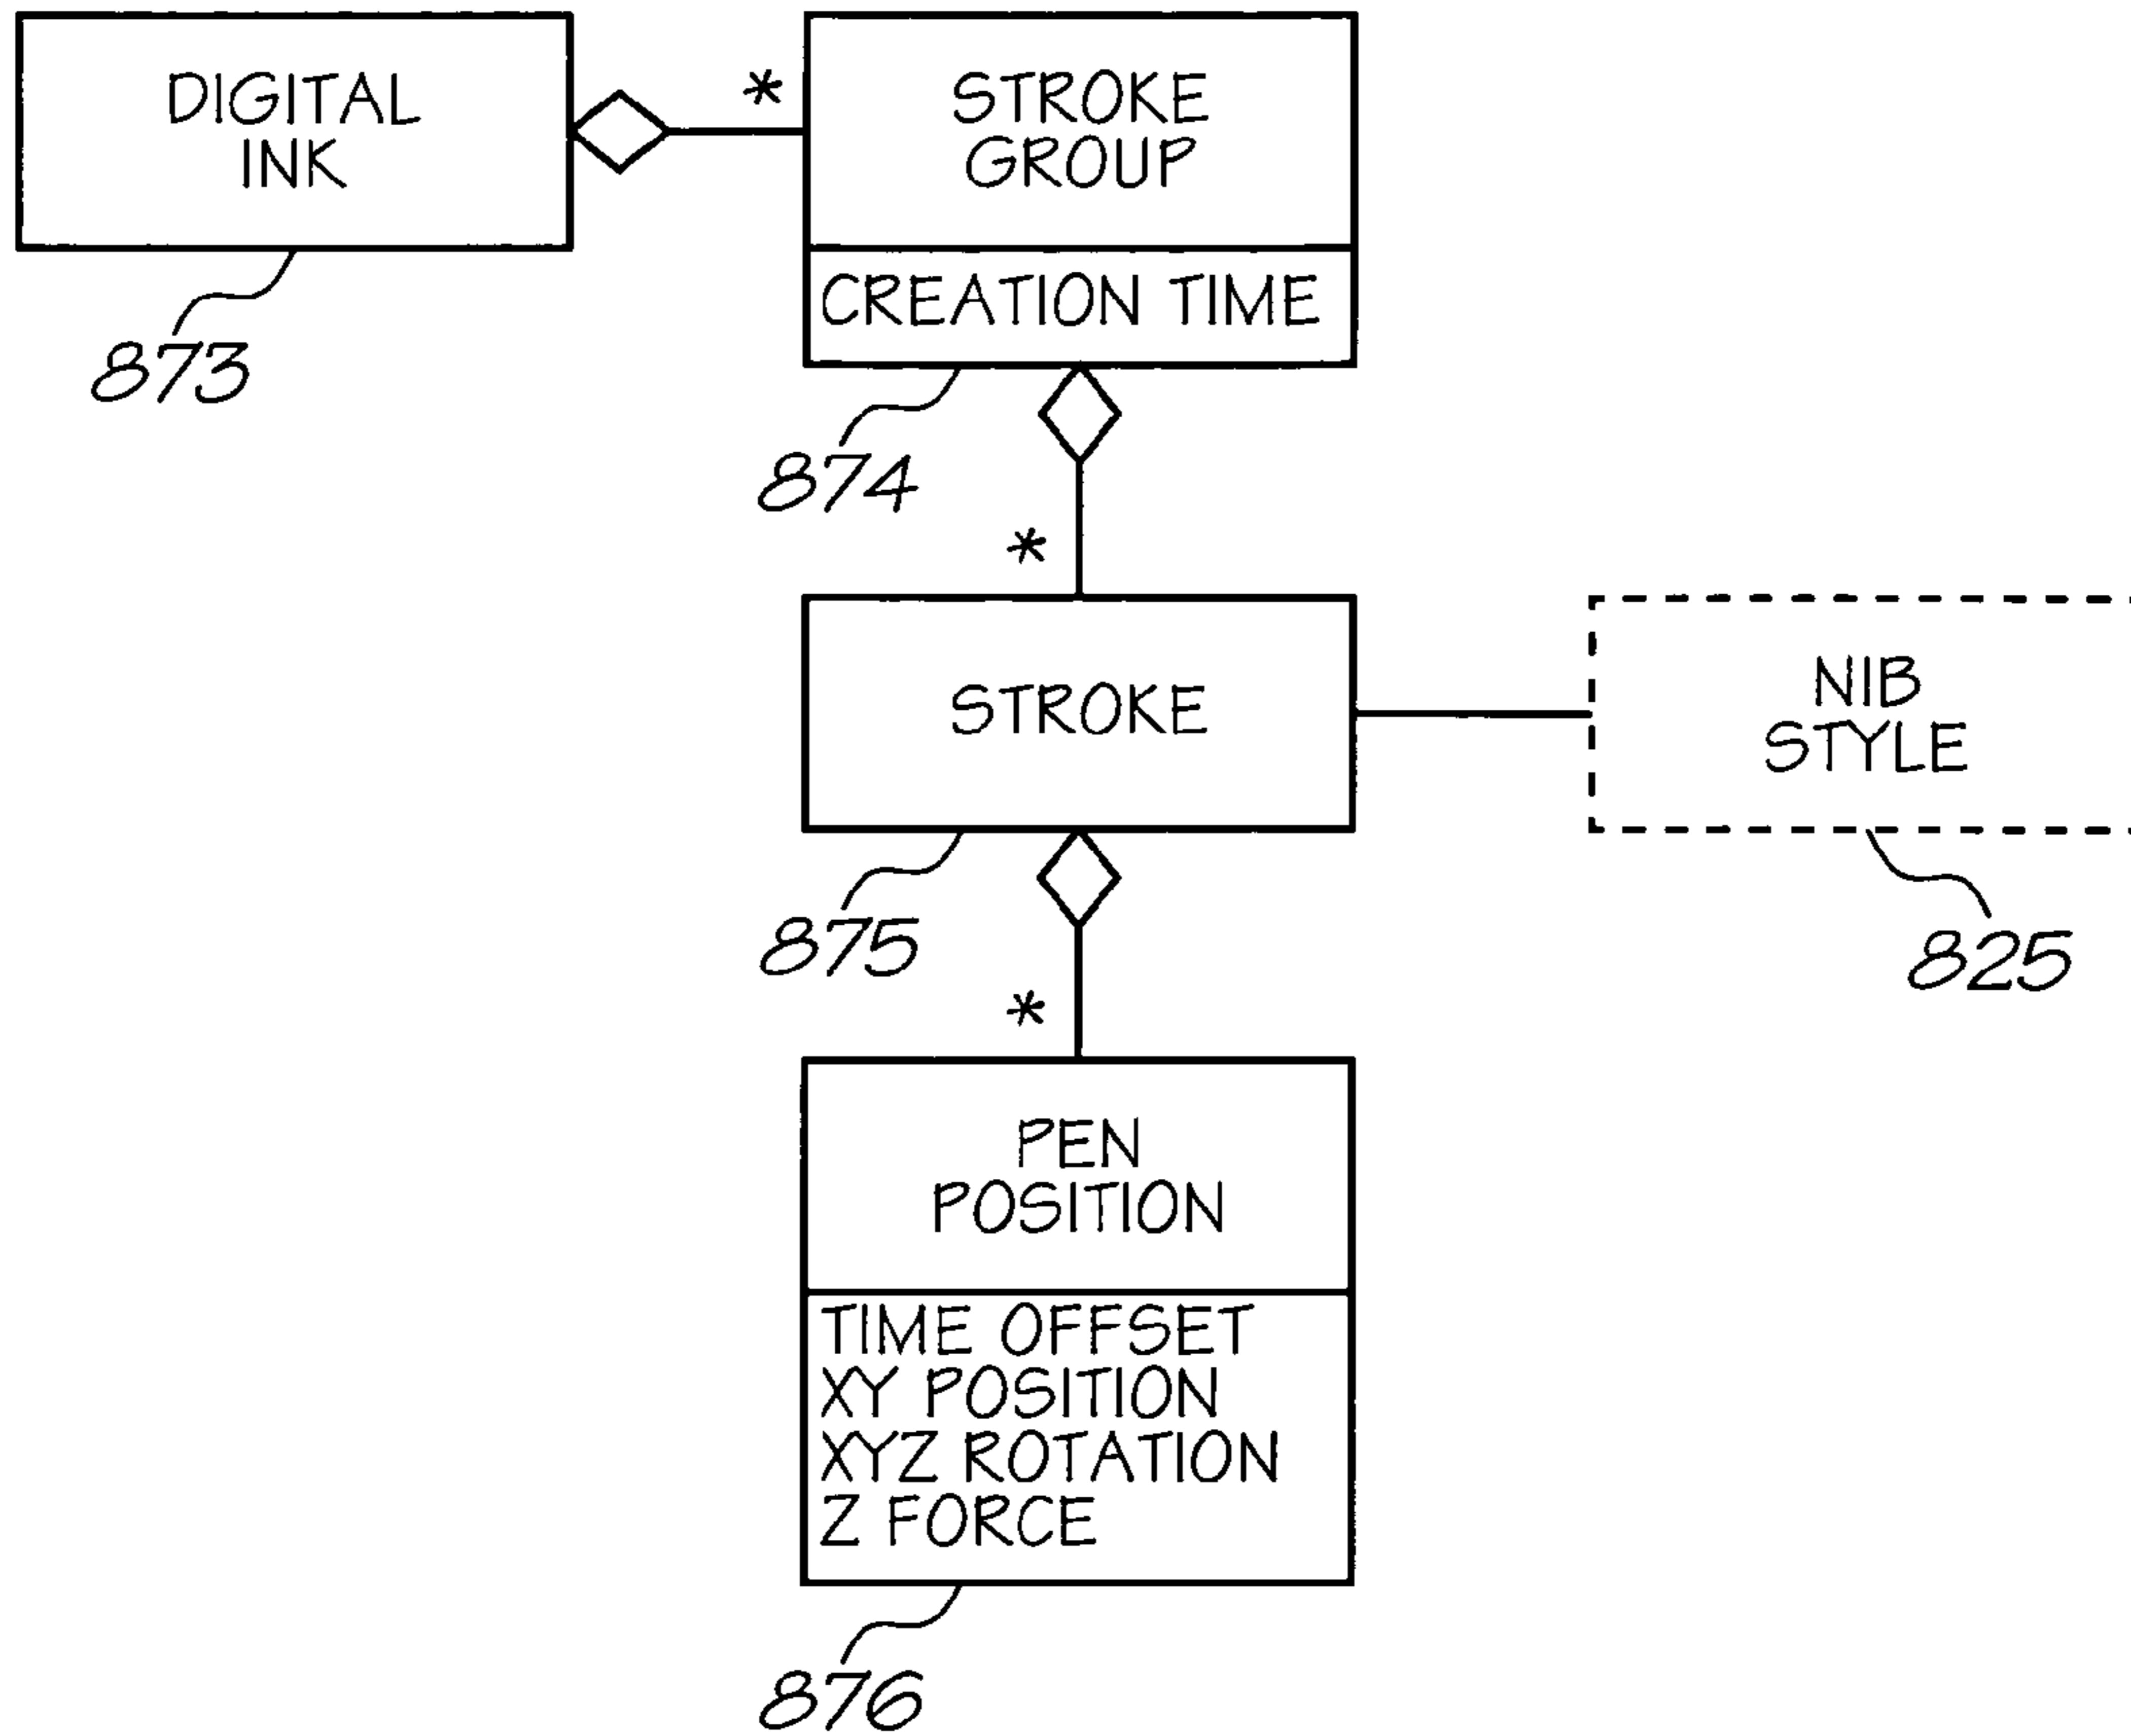 DIGITAL
INK
*
STROKE
GROUP
CREATION TIME
873
874
*
STROKE
NIB
STYLE
875
825
*
PEN
POSITION
TIME OFFSET
XY POSITION
XYZ ROTATION
Z FORCE
876